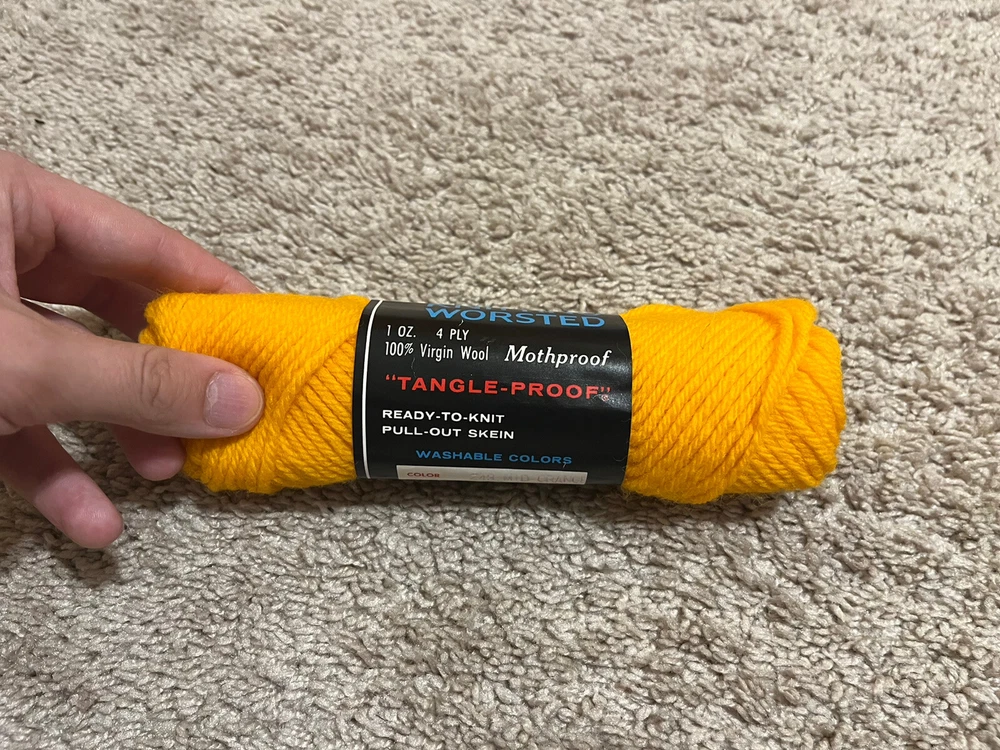 WORSTED
1 OZ. 4 PLY
100% Virgin Wool Mothproof
"TANGLE-PROOF"
READY-TO-KNIT
PULL-OUT SKEIN
WASHABLE COLORS
COLOR